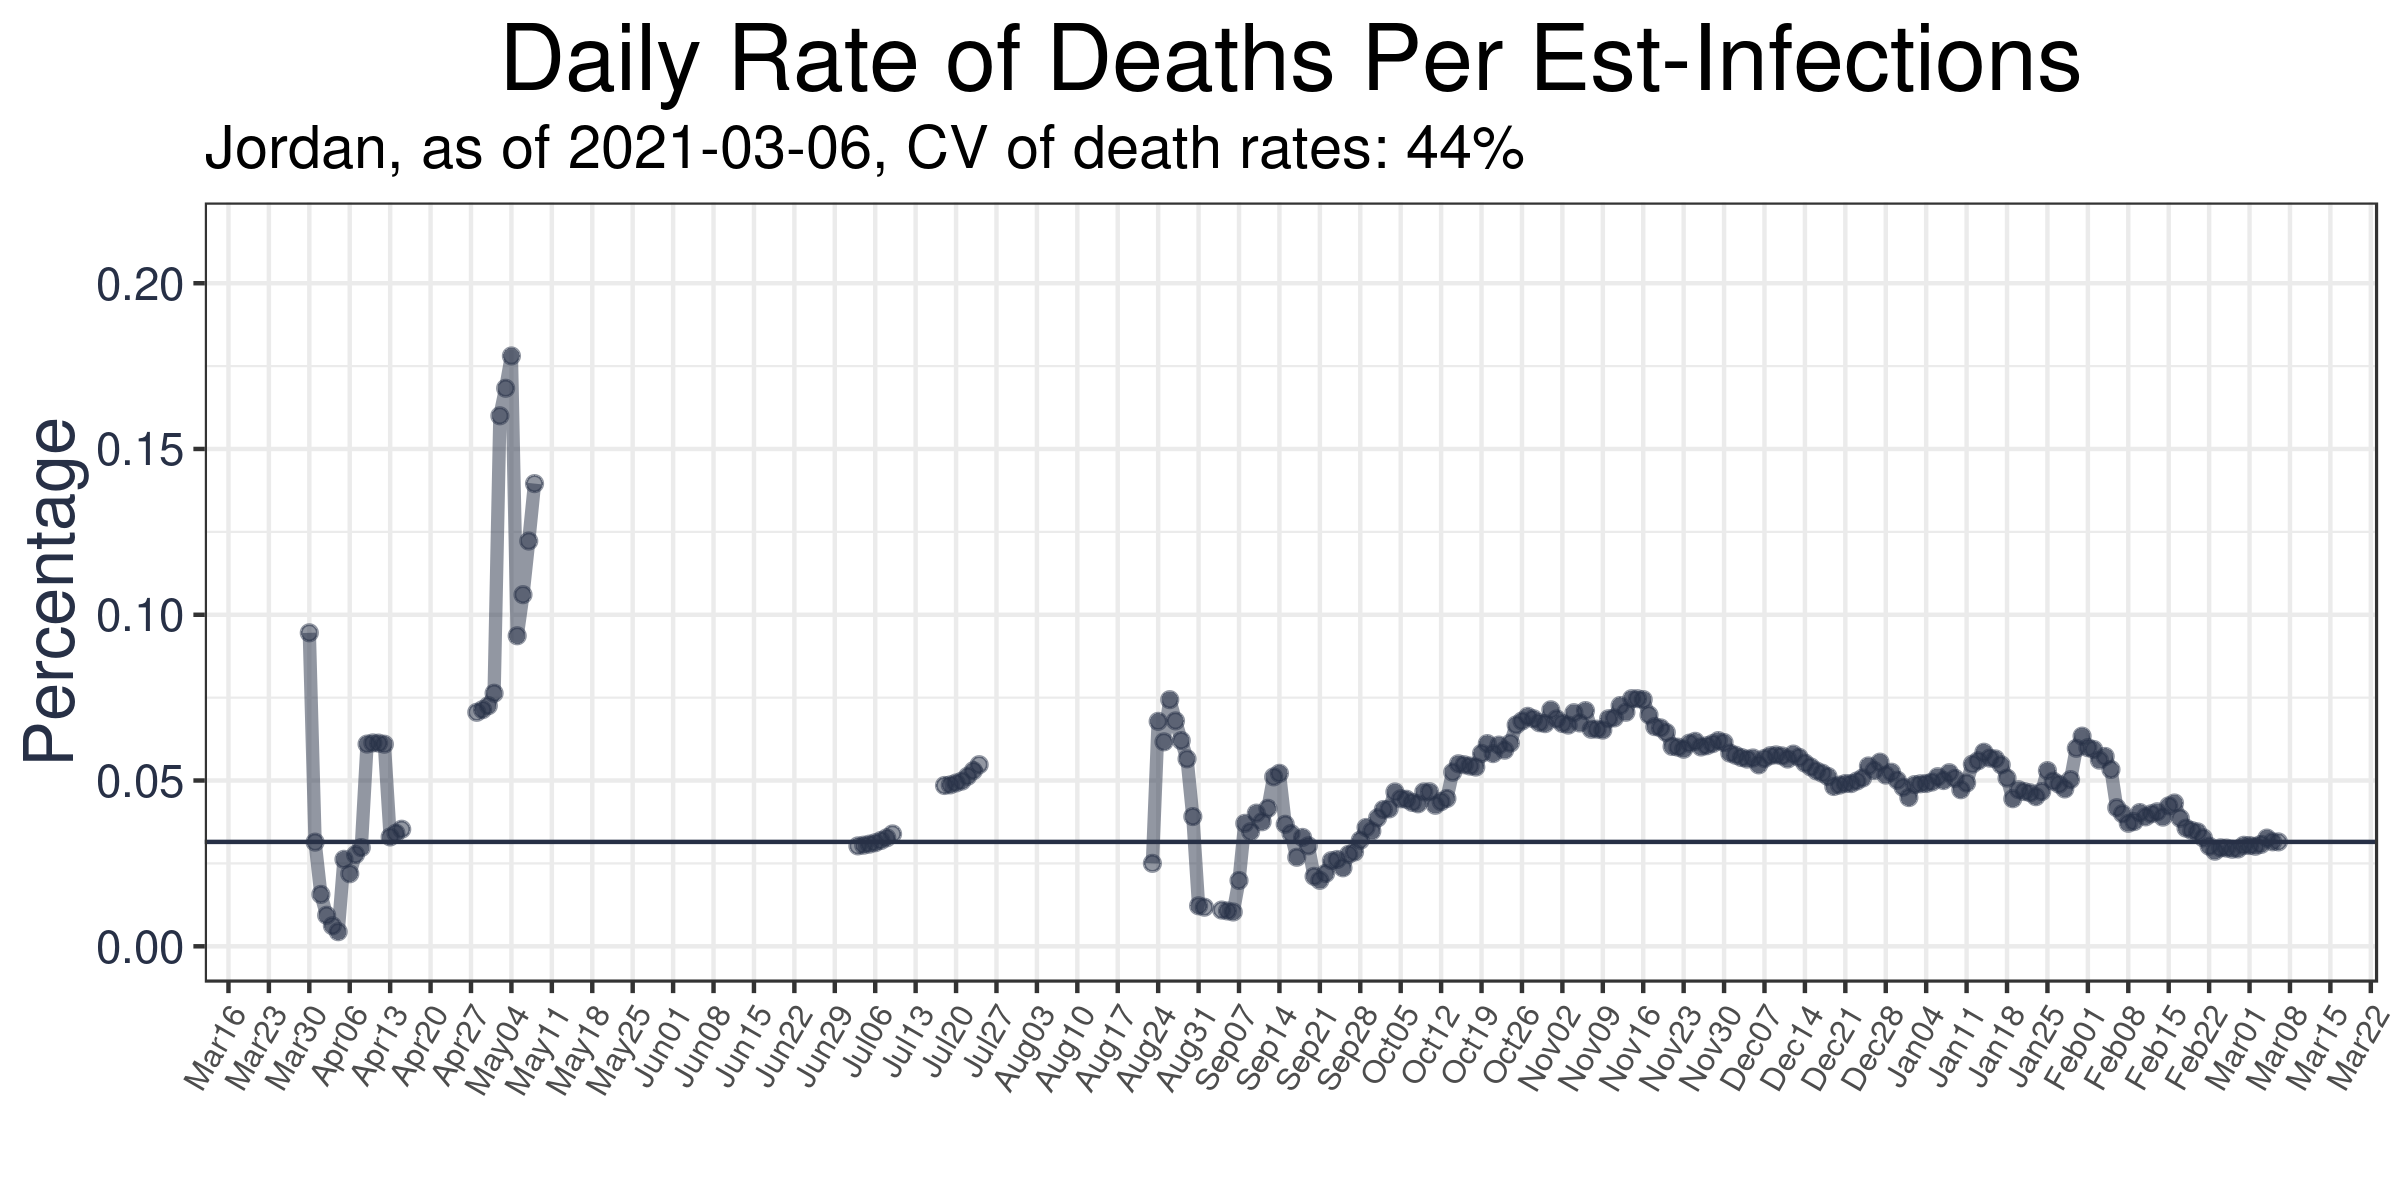 Daily Rate of Deaths Per Est-Infections
Jordan, as of 2021-03-06, CV of death rates: 44%
Percentage
0.20
0.15
0.10
0.05
0.00
Mar16 Mar23 Mar30 Apr06 Apr13 Apr20 Apr27 May04 May11 May18 May25 Jun01 Jun08 Jun15 Jun22 Jun29 Jul06 Jul13 Jul20 Jul27 Aug03 Aug10 Aug17 Aug24 Aug31 Sep07 Sep14 Sep21 Sep28 Oct05 Oct12 Oct19 Oct26 Nov02 Nov09 Nov16 Nov23 Nov30 Dec07 Dec14 Dec21 Dec28 Jan04 Jan11 Jan18 Jan25 Feb01 Feb08 Feb15 Feb22 Mar01 Mar08 Mar15 Mar22